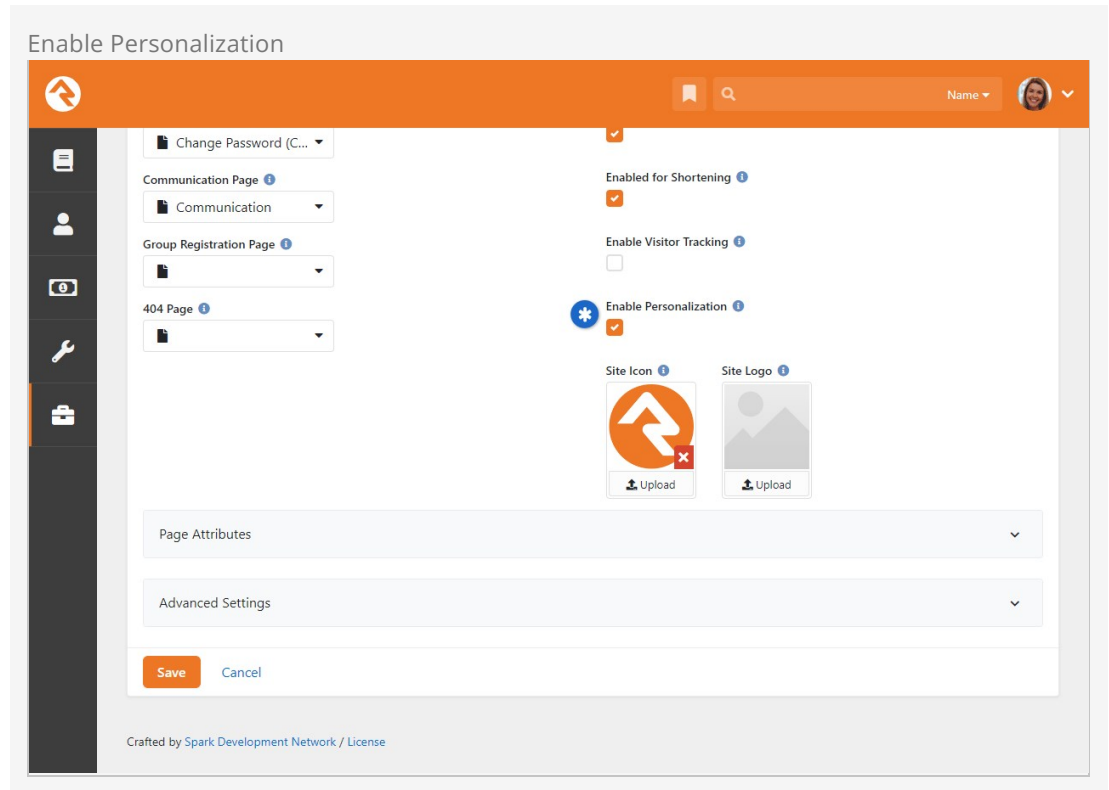 Enable Personalization
Name
Change Password (C...
Communication Page
Communication
Group Registration Page
404 Page
Enabled for Shortening
Enable Visitor Tracking
Enable Personalization
Site Icon
Site Logo
Upload
Upload
Page Attributes
Advanced Settings
Save
Cancel
Crafted by Spark Development Network / License